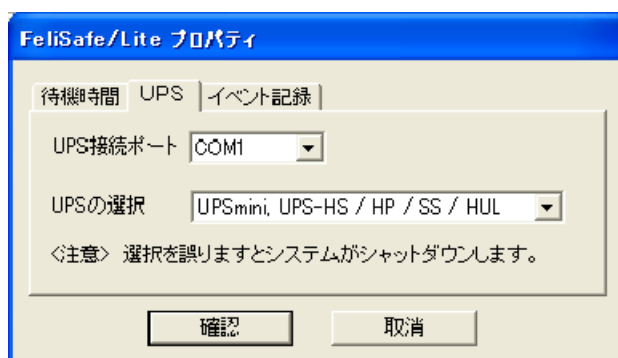 FeliSafe/Lite プロパティ
待機時間 UPS イベント記録
UPS接続ポート COM1
UPSの選択 UPSmini, UPS-HS / HP / SS / HUL
<注意> 選択を誤りますとシステムがシャットダウンします。
確認 取消